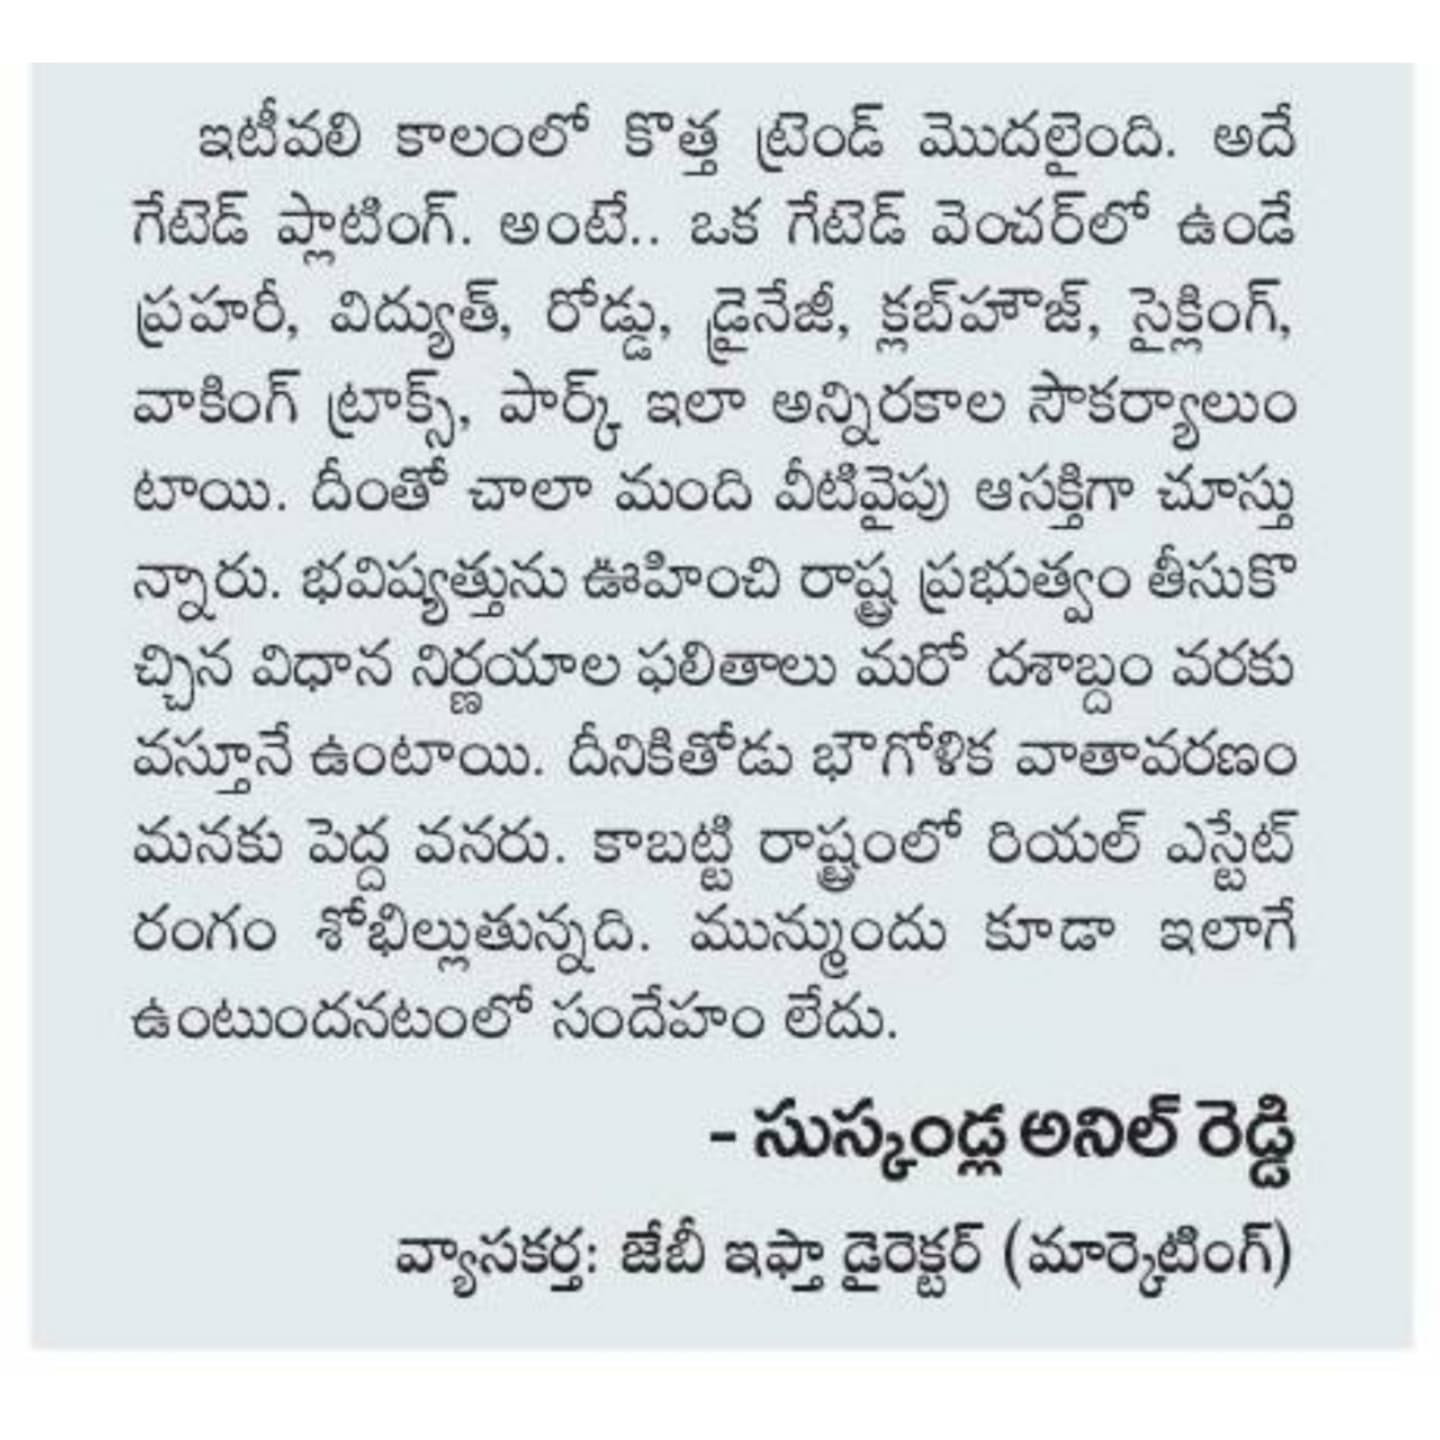 ఇటీవలి కాలంలో కొత్త ట్రెండ్ మొదలైంది. అదే
గేటెడ్ ప్లాటింగ్. అంటే.. ఒక గేటెడ్ వెంచర్‌లో ఉండే
ప్రహరీ, విద్యుత్, రోడ్డు, డ్రైనేజీ, క్లబ్‌హౌజ్, సైక్లింగ్,
వాకింగ్ ట్రాక్స్, పార్క్ ఇలా అన్నిరకాల సౌకర్యాలుం
టాయి. దీంతో చాలా మంది వీటివైపు ఆసక్తిగా చూస్తు
న్నారు. భవిష్యత్తును ఊహించి రాష్ట్ర ప్రభుత్వం తీసుకొ
చ్చిన విధాన నిర్ణయాల ఫలితాలు మరో దశాబ్దం వరకు
వస్తూనే ఉంటాయి. దీనికితోడు భౌగోళిక వాతావరణం
మనకు పెద్ద వనరు. కాబట్టి రాష్ట్రంలో రియల్ ఎస్టేట్
రంగం శోభిల్లుతున్నది. మున్ముందు కూడా ఇలాగే
ఉంటుందనటంలో సందేహం లేదు.
- సుస్కండ్ల అనిల్ రెడ్డి
వ్యాసకర్త: జేబీ ఇఫ్తా డైరెక్టర్ (మార్కెటింగ్)